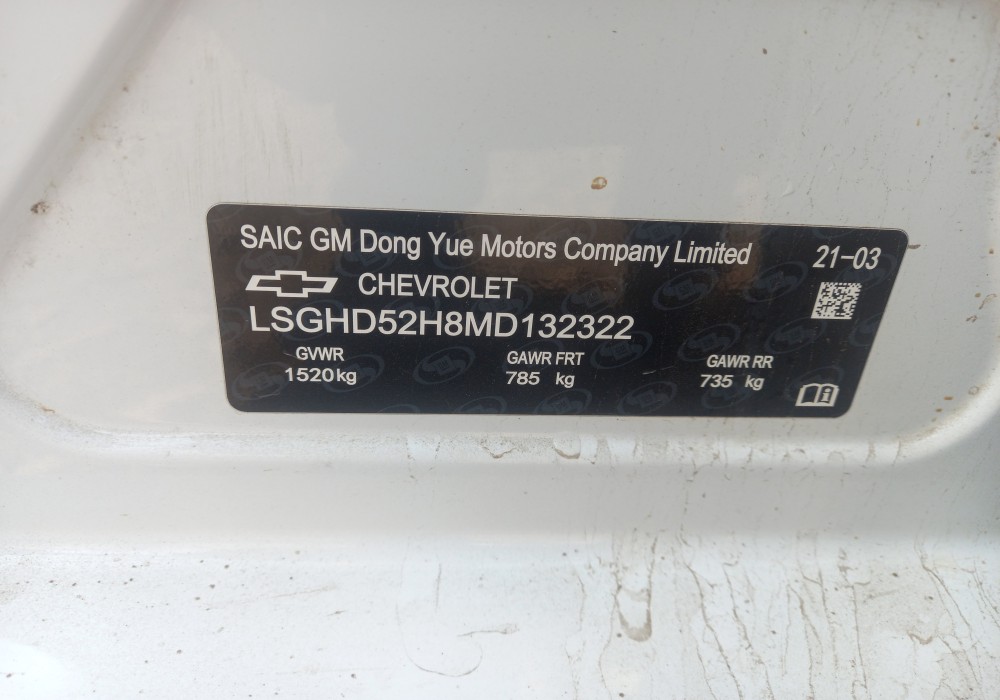 SAIC GM Dong Yue Motors Company Limited 21-03
CHEVROLET
LSGHD52H8MD132322
GVWR GAWR FRT GAWR RR
1520kg 785 kg 735 kg